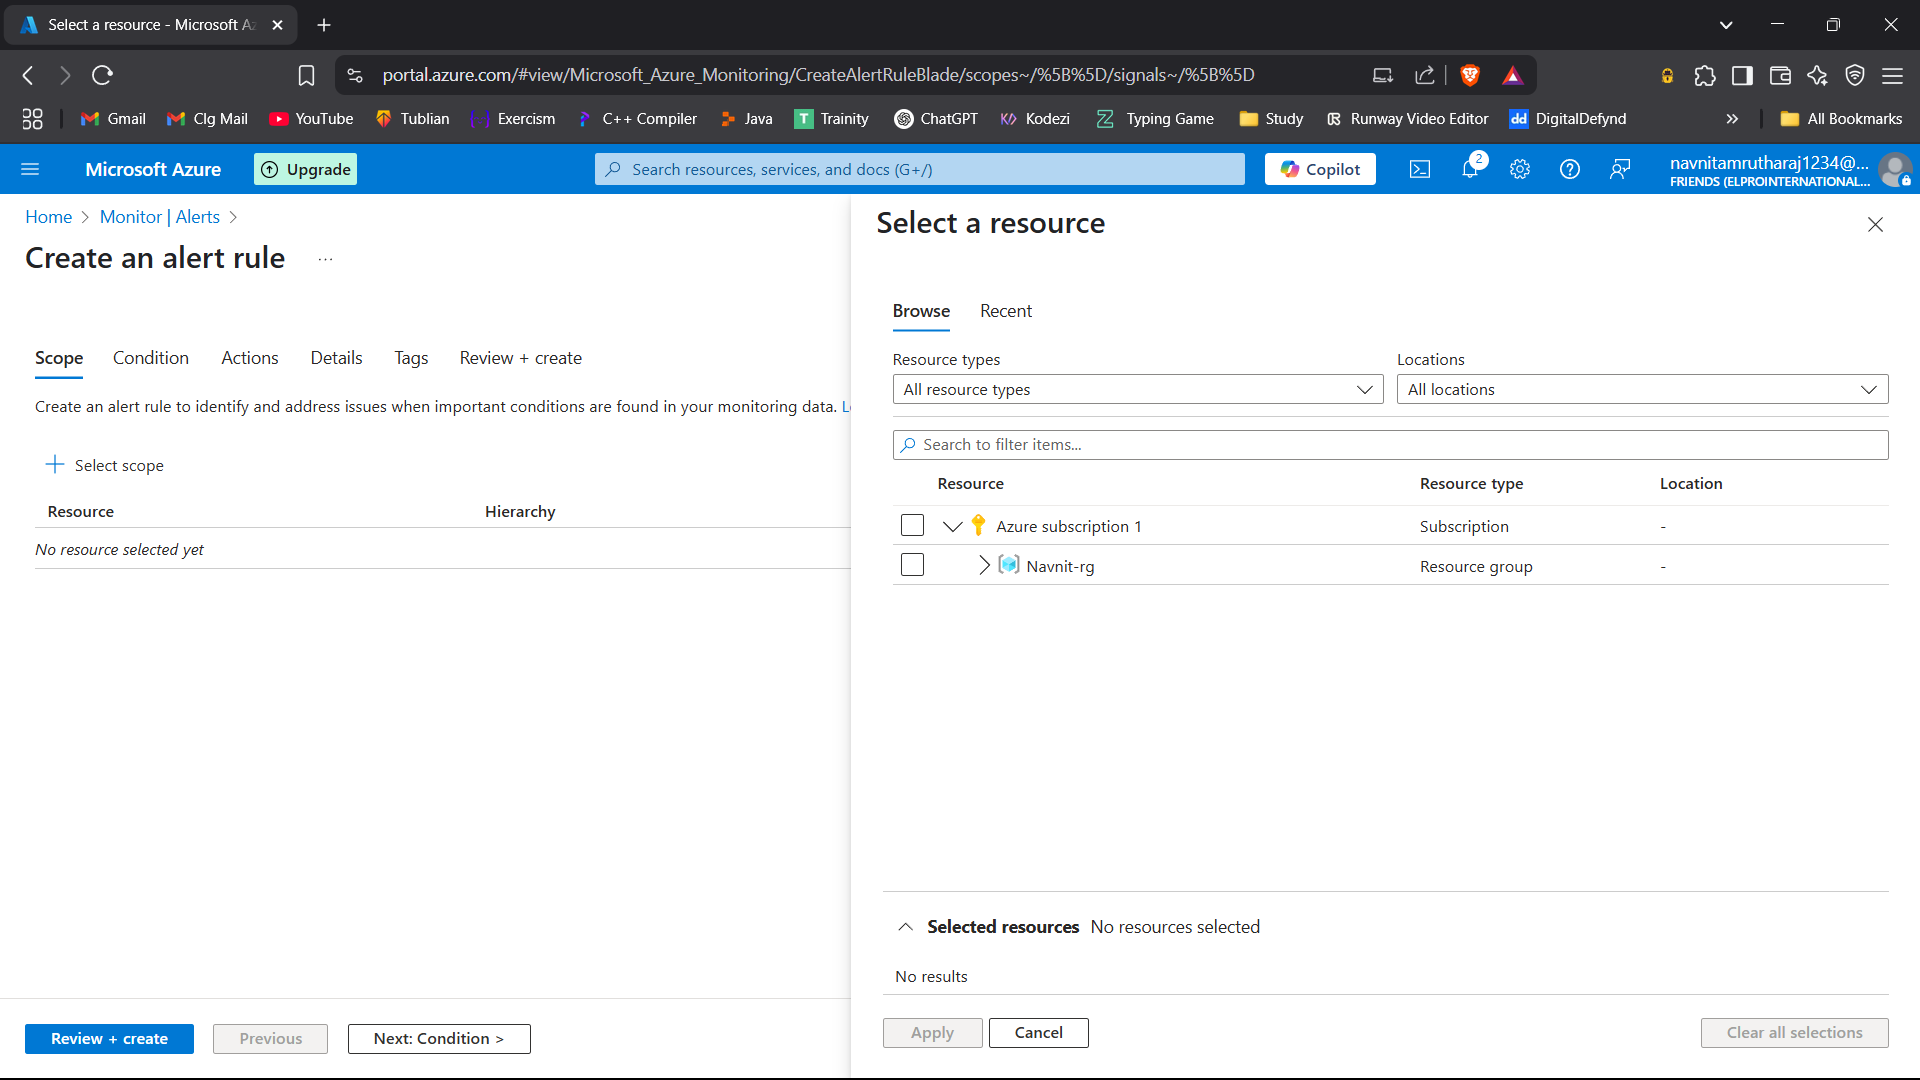 Select a resource - Microsoft Az
portal.azure.com/#view/Microsoft_Azure_Monitoring/CreateAlertRuleBlade/scopes~/%5B%5D/signals~/%5B%5D
Gmail
Clg Mail
YouTube
Tublian
Exercism
C++ Compiler
Java
Trainity
ChatGPT
Kodezi
Typing Game
Study
Runway Video Editor
DigitalDefynd
All Bookmarks
Microsoft Azure
Upgrade
Search resources, services, and docs (G+/)
Copilot
2
navnitamrutharaj1234@...
FRIENDS (ELPROINTERNATIONAL...
Home > Monitor | Alerts >
Create an alert rule ...
Scope
Condition
Actions
Details
Tags
Review + create
Create an alert rule to identify and address issues when important conditions are found in your monitoring data. L
+ Select scope
Resource
Hierarchy
No resource selected yet
Review + create
Previous
Next: Condition >
Select a resource
Browse
Recent
Resource types
Locations
All resource types
All locations
Search to filter items...
Resource
Resource type
Location
Azure subscription 1
Subscription
-
Navnit-rg
Resource group
-
Selected resources No resources selected
No results
Apply
Cancel
Clear all selections